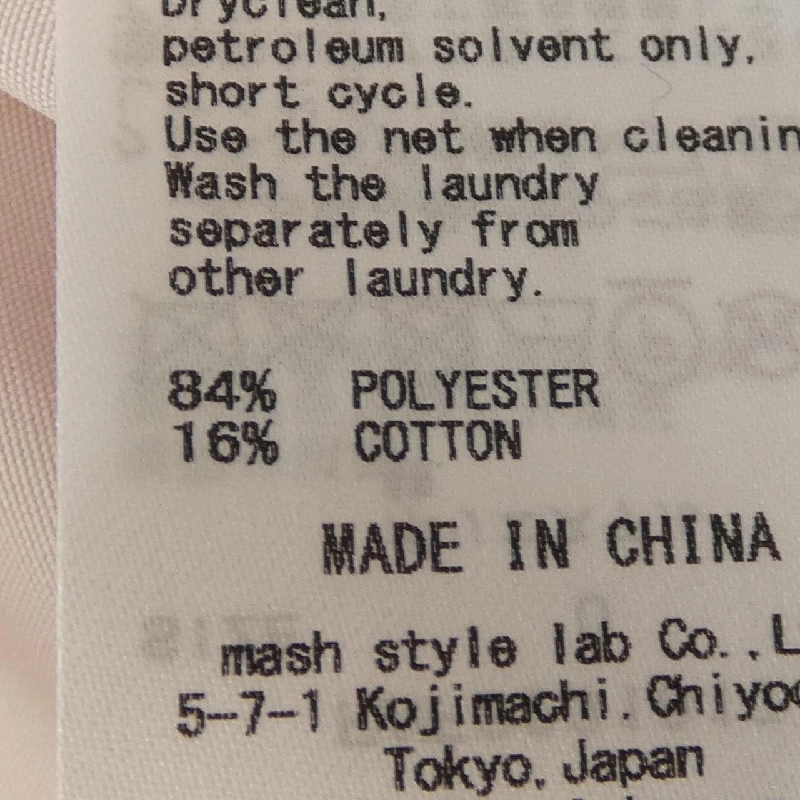 Dryclean,
petroleum solvent only,
short cycle.
Use the net when cleanin
Wash the laundry
separately from
other laundry.
84% POLYESTER
16% COTTON
MADE IN CHINA
mash style lab Co.,L
5-7-1 Kojimachi, Chiyo
Tokyo, Japan